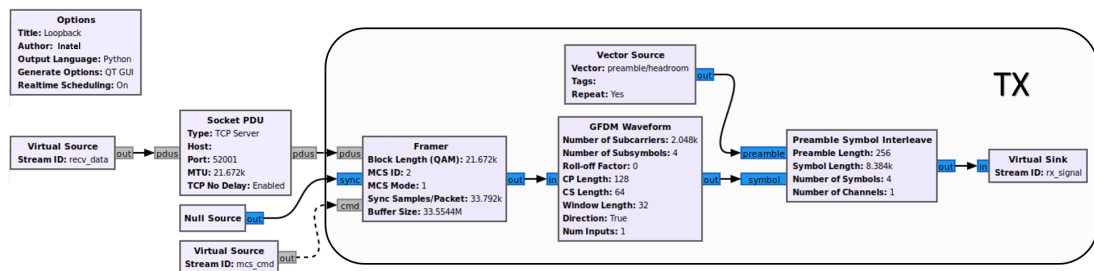 Options
Title: Loopback
Author: Inatel
Output Language: Python
Generate Options: QT GUI
Realtime Scheduling: On
Virtual Source
Stream ID: recv_data
out
pdus
Socket PDU
Type: TCP Server
Host:
Port: 52001
MTU: 21.672k
TCP No Delay: Enabled
pdus
Null Source
out
Virtual Source
Stream ID: mcs_cmd
out
pdus
sync
cmd
Framer
Block Length (QAM): 21.672k
MCS ID: 2
MCS Mode: 1
Sync Samples/Packet: 33.792k
Buffer Size: 33.5544M
out
Vector Source
Vector: preamble/headroom
Tags:
Repeat: Yes
out
in
GFDM Waveform
Number of Subcarriers: 2.048k
Number of Subsymbols: 4
Roll-off Factor: 0
CP Length: 128
CS Length: 64
Window Length: 32
Direction: True
Num Inputs: 1
out
TX
preamble
symbol
Preamble Symbol Interleave
Preamble Length: 256
Symbol Length: 8.384k
Number of Symbols: 4
Number of Channels: 1
out
in
Virtual Sink
Stream ID: rx_signal